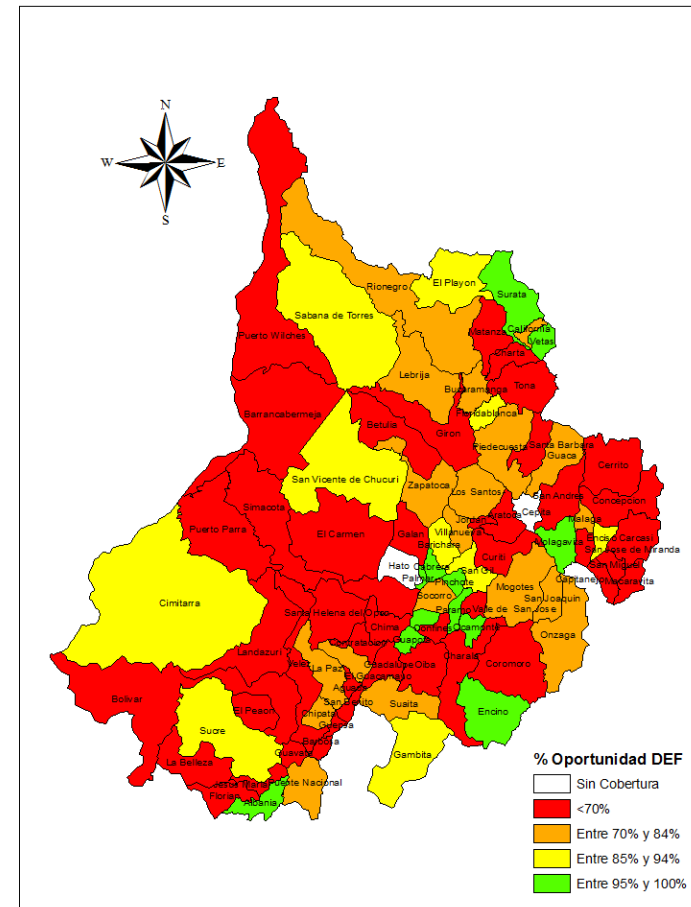 N
W
E
S
El Playon
Rionegro
Surata
Sabana de Torres
California
Matanza
Vetas
Puerto Wilches
Charta
Lebrija
Tona
Bucaramanga
Barrancabermeja
Floridablanca
Betulia
Giron
Santa Barbara
Piedecuesta
Guaca
Cerrito
San Vicente de Chucuri
Zapatoca
Los Santos
San Andres
Concepcion
Simacota
Cepita
Aratoca
Jordan
Malaga
Puerto Parra
El Carmen
Galan
Villanueva
Enciso
Carcasi
Barichara
Molagavita
San Jose de Miranda
Curiti
Hato
Cabrera
San Gil
San Miguel
Palmar
Pinchote
Capitanejo
Macaravita
Mogotes
Cimitarra
Socorro
San Joaquin
Paramo
Valle de San Jose
Santa Helena del Opon
Confines
Ocamonte
Chima
Onzaga
Contratacion
Guapota
Landazuri
Charala
Velez
La Paz
Guadalupe
Oiba
Coromoro
El Guacamayo
Bolivar
Aguada
San Benito
Suaita
El Penon
Chipata
Encino
Guepsa
Sucre
Barbosa
Guavata
Gambita
La Belleza
Jesus Maria
Puente Nacional
Florian
Albania
% Oportunidad DEF
Sin Cobertura
<70%
Entre 70% y 84%
Entre 85% y 94%
Entre 95% y 100%